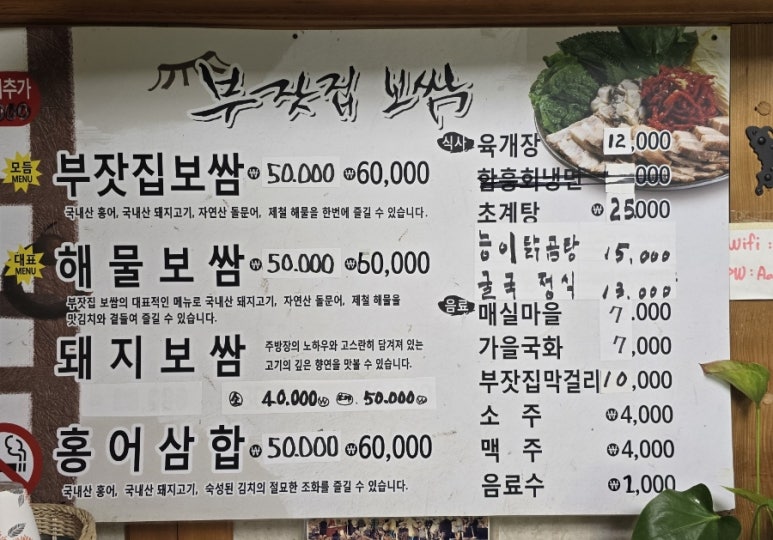 부잣집 보쌈
추가
모듬
MENU
부잣집보쌈 ₩50.000 ₩60,000
국내산 홍어, 국내산 돼지고기, 자연산 돌문어, 제철 해물을 한번에 즐길 수 있습니다.
대표
MENU
해물보쌈 ₩50.000 ₩60,000
부잣집 보쌈의 대표적인 메뉴로 국내산 돼지고기, 자연산 돌문어, 제철 해물을
맛김치와 곁들여 즐길 수 있습니다.
돼지보쌈
주방장의 노하우와 고스란히 담겨져 있는
고기의 깊은 향연을 맛볼 수 있습니다.
소 40.000₩ 대. 50.000₩
홍어삼합 ₩50.000 ₩60,000
국내산 홍어, 국내산 돼지고기, 숙성된 김치의 절묘한 조화를 즐길 수 있습니다.
식사
육개장 12,000
함흥회냉면 000
초계탕 ₩25000
능이닭곰탕 15,000
굴국 정식 13.000
음료
매실마을 7.000
가을국화 7,000
부잣집막걸리 10,000
소주 ₩4,000
맥주 ₩4,000
음료수 ₩1,000
Wifi :
PW: A